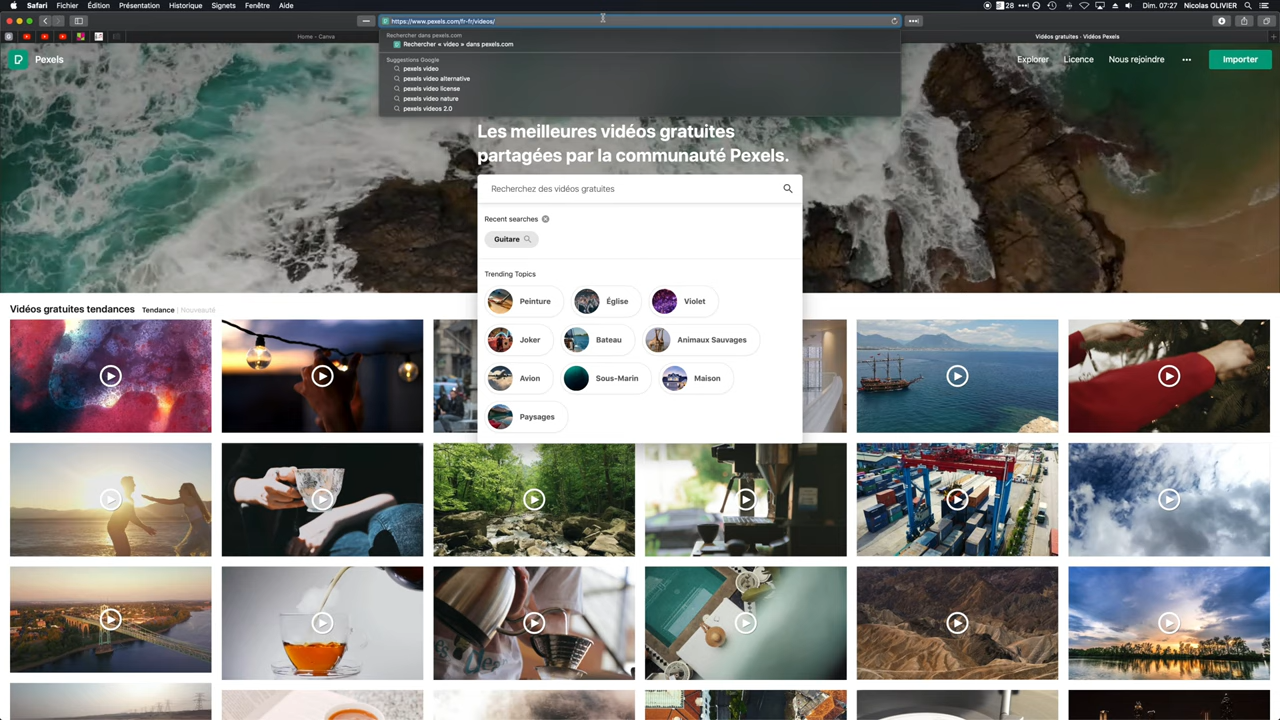 Safari Fichier Édition Présentation Historique Signets Fenêtre Aide
28 Dim. 07:27 Nicolas OLIVIER
https://www.pexels.com/fr-fr/videos/
Home - Canva
Vidéos gratuites · Vidéos Pexels
Rechercher dans pexels.com
Rechercher « video » dans pexels.com
Suggestions Google
pexels video
pexels video alternative
pexels video license
pexels video nature
pexels videos 2.0
Pexels
Explorer Licence Nous rejoindre ••• Importer
Les meilleures vidéos gratuites
partagées par la communauté Pexels.
Recherchez des vidéos gratuites
Recent searches
Guitare
Trending Topics
Peinture Église Violet
Joker Bateau Animaux Sauvages
Avion Sous-Marin Maison
Paysages
Vidéos gratuites tendances Tendance | Nouveauté